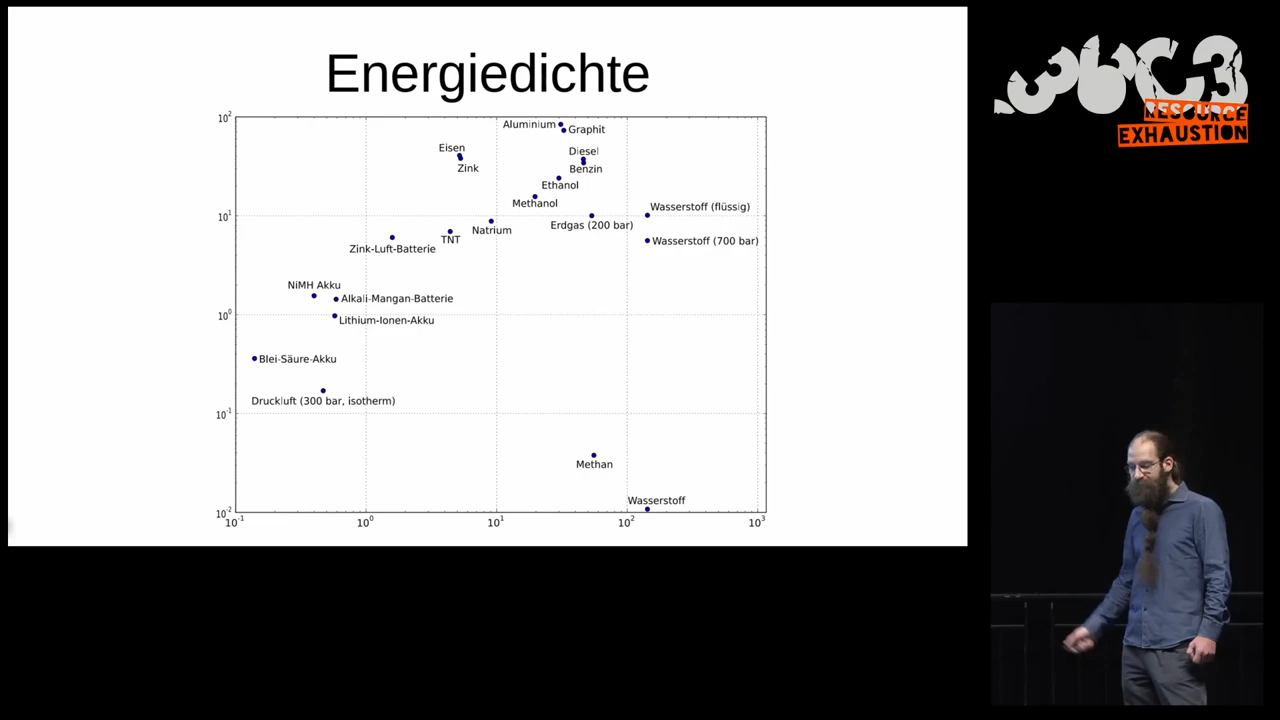 Energiedichte
36C3
RESOURCE
EXHAUSTION
10²
Aluminium
Graphit
Eisen
Diesel
Zink
Benzin
Ethanol
Methanol
Wasserstoff (flüssig)
10¹
Erdgas (200 bar)
Natrium
TNT
Wasserstoff (700 bar)
Zink-Luft-Batterie
NiMH Akku
Alkali-Mangan-Batterie
10⁰
Lithium-Ionen-Akku
Blei-Säure-Akku
Druckluft (300 bar, isotherm)
10⁻¹
Methan
Wasserstoff
10⁻²
10⁻¹ 10⁰ 10¹ 10² 10³